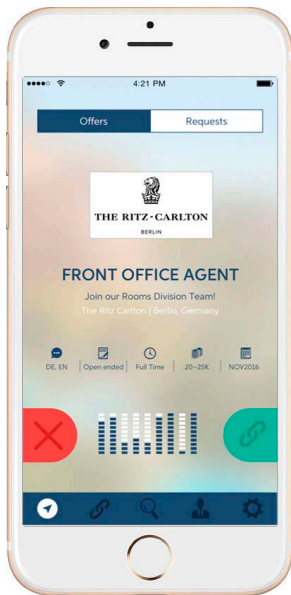 4:21 PM
Offers Requests
THE RITZ-CARLTON
BERLIN
FRONT OFFICE AGENT
Join our Rooms Division Team!
The Ritz Carlton | Berlin, Germany
DE, EN | Open ended | Full Time | 20-25K | NOV2016